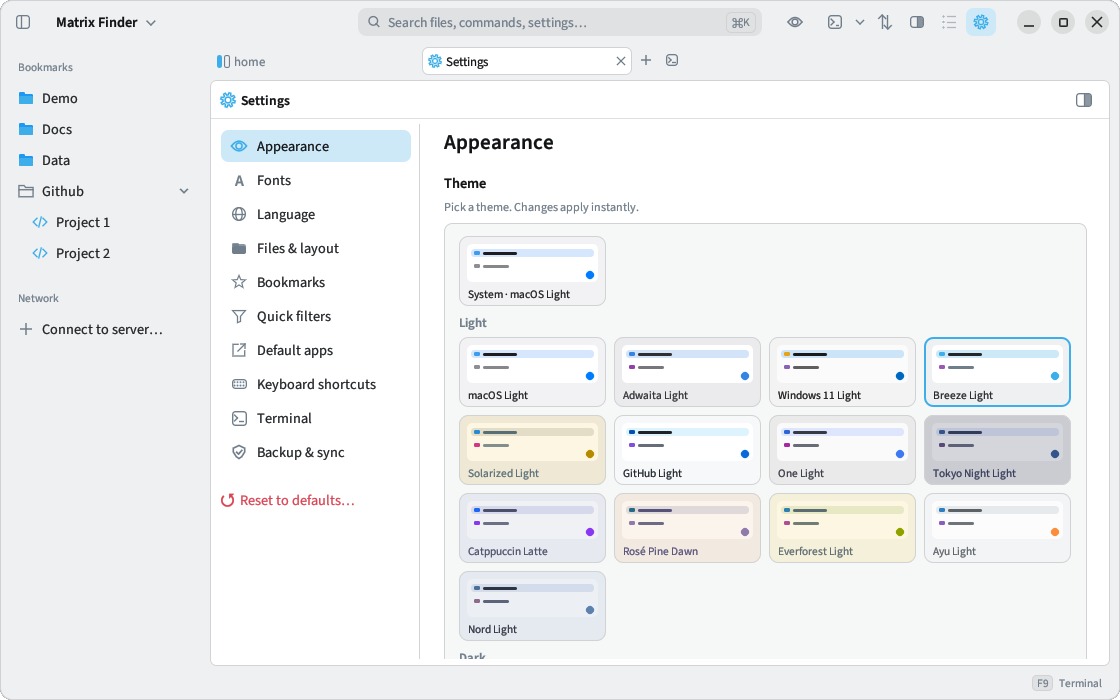 Matrix Finder
Search files, commands, settings…
⌘K
Bookmarks
Demo
Docs
Data
Github
Project 1
Project 2
Network
Connect to server…
home
Settings
Settings
Appearance
Fonts
Language
Files & layout
Bookmarks
Quick filters
Default apps
Keyboard shortcuts
Terminal
Backup & sync
Reset to defaults…
Appearance
Theme
Pick a theme. Changes apply instantly.
System · macOS Light
Light
macOS Light
Adwaita Light
Windows 11 Light
Breeze Light
Solarized Light
GitHub Light
One Light
Tokyo Night Light
Catppuccin Latte
Rosé Pine Dawn
Everforest Light
Ayu Light
Nord Light
Dark
F9 Terminal